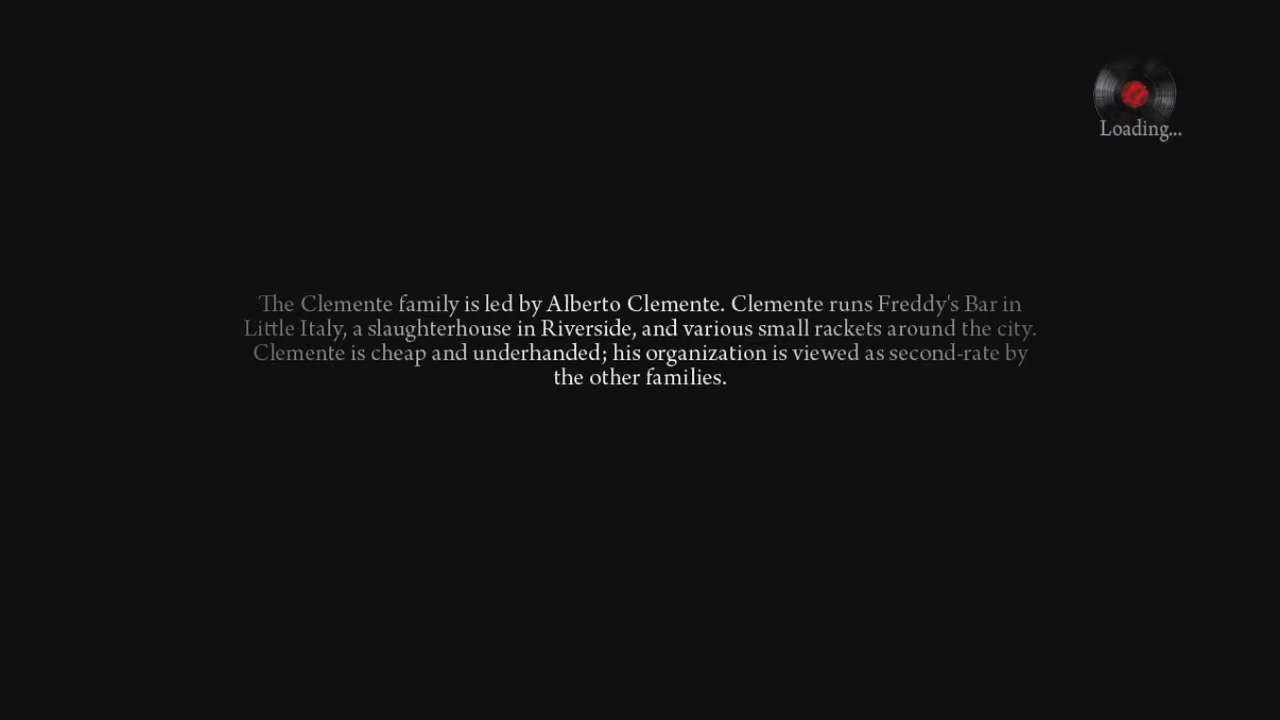 Loading...
The Clemente family is led by Alberto Clemente. Clemente runs Freddy's Bar in
Little Italy, a slaughterhouse in Riverside, and various small rackets around the city.
Clemente is cheap and underhanded; his organization is viewed as second-rate by
the other families.